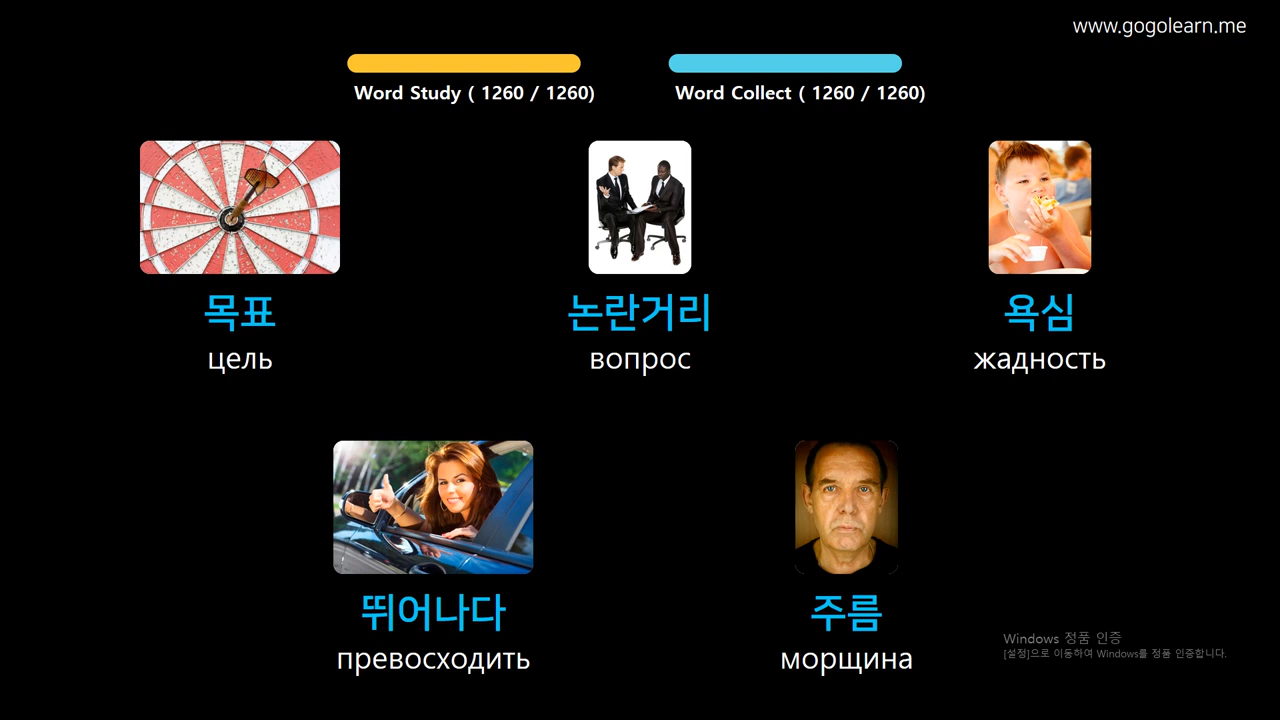 www.gogolearn.me
Word Study ( 1260 / 1260)
Word Collect ( 1260 / 1260)
목표
цель
논란거리
вопрос
욕심
жадность
뛰어나다
превосходить
주름
морщина
Windows 정품 인증
[설정]으로 이동하여 Windows를 정품 인증합니다.